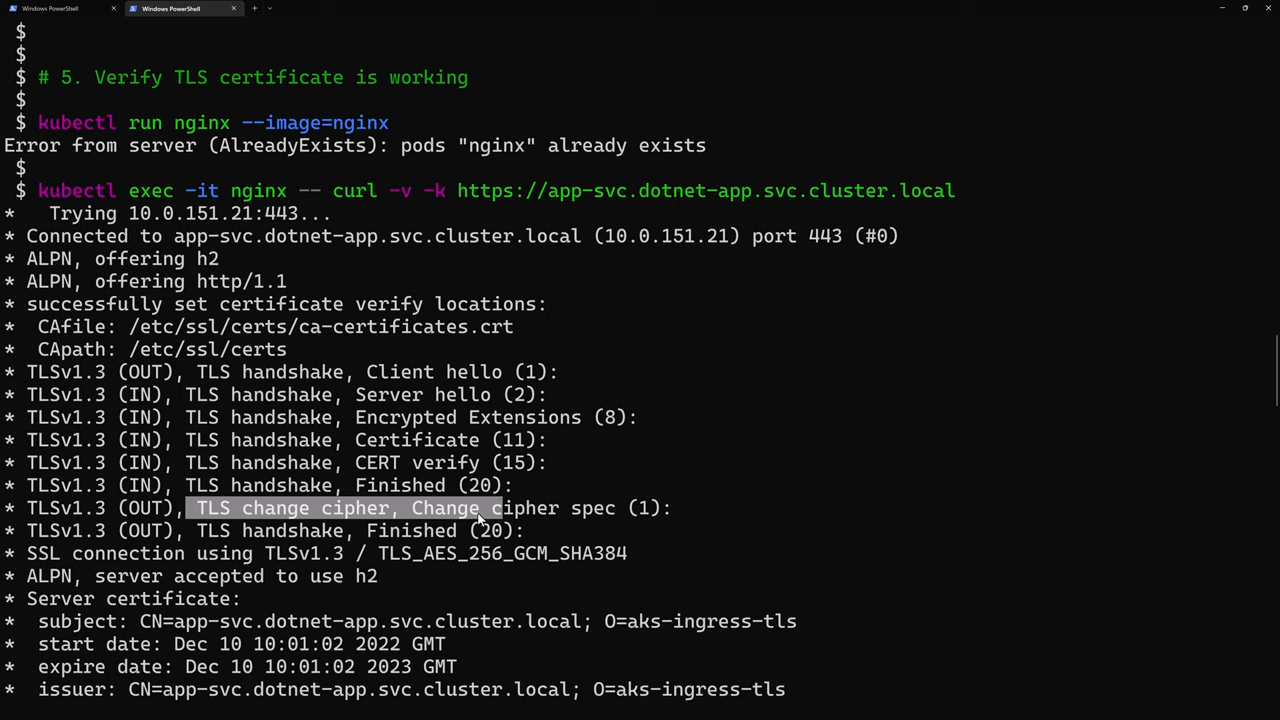 Windows PowerShell
Windows PowerShell
$
$
$ # 5. Verify TLS certificate is working
$
$ kubectl run nginx --image=nginx
Error from server (AlreadyExists): pods "nginx" already exists
$
$ kubectl exec -it nginx -- curl -v -k https://app-svc.dotnet-app.svc.cluster.local
*   Trying 10.0.151.21:443...
* Connected to app-svc.dotnet-app.svc.cluster.local (10.0.151.21) port 443 (#0)
* ALPN, offering h2
* ALPN, offering http/1.1
* successfully set certificate verify locations:
*  CAfile: /etc/ssl/certs/ca-certificates.crt
*  CApath: /etc/ssl/certs
* TLSv1.3 (OUT), TLS handshake, Client hello (1):
* TLSv1.3 (IN), TLS handshake, Server hello (2):
* TLSv1.3 (IN), TLS handshake, Encrypted Extensions (8):
* TLSv1.3 (IN), TLS handshake, Certificate (11):
* TLSv1.3 (IN), TLS handshake, CERT verify (15):
* TLSv1.3 (IN), TLS handshake, Finished (20):
* TLSv1.3 (OUT), TLS change cipher, Change cipher spec (1):
* TLSv1.3 (OUT), TLS handshake, Finished (20):
* SSL connection using TLSv1.3 / TLS_AES_256_GCM_SHA384
* ALPN, server accepted to use h2
* Server certificate:
*  subject: CN=app-svc.dotnet-app.svc.cluster.local; O=aks-ingress-tls
*  start date: Dec 10 10:01:02 2022 GMT
*  expire date: Dec 10 10:01:02 2023 GMT
*  issuer: CN=app-svc.dotnet-app.svc.cluster.local; O=aks-ingress-tls